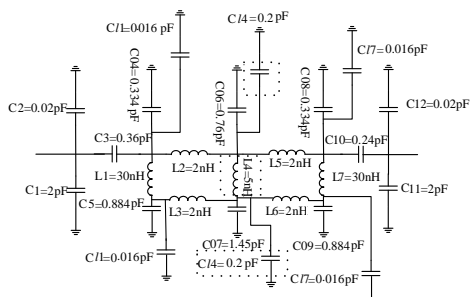 Cl1=0·016 pF
Cl4=0.2 pF
Cl7=0.016pF
C04=0.334 pF
C06=0.76pF
C08=0.334pF
C2=0.02pF
C12=0.02pF
C3=0.36pF
C10=0.24pF
L2=2nH
L5=2nH
L1=30nH
L4=5nH
L7=30nH
C1=2pF
C11=2pF
C5=0.884pF
L3=2nH
L6=2nH
C07=1.45pF
C09=0.884pF
Cl1=0·016pF
Cl4=0.2 pF
Cl7=0·016pF